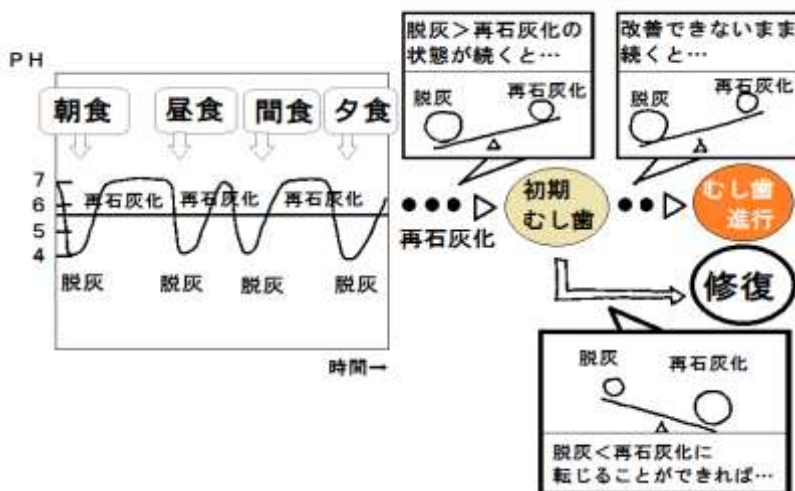 PH
朝食
昼食
間食
夕食
7
6
5
4
再石灰化
再石灰化
再石灰化
脱灰
脱灰
脱灰
脱灰
時間→
脱灰＞再石灰化の
状態が続くと…
脱灰
再石灰化
改善できないまま
続くと…
脱灰
再石灰化
再石灰化
初期
むし歯
むし歯
進行
修復
脱灰
再石灰化
脱灰＜再石灰化に
転じることができれば…